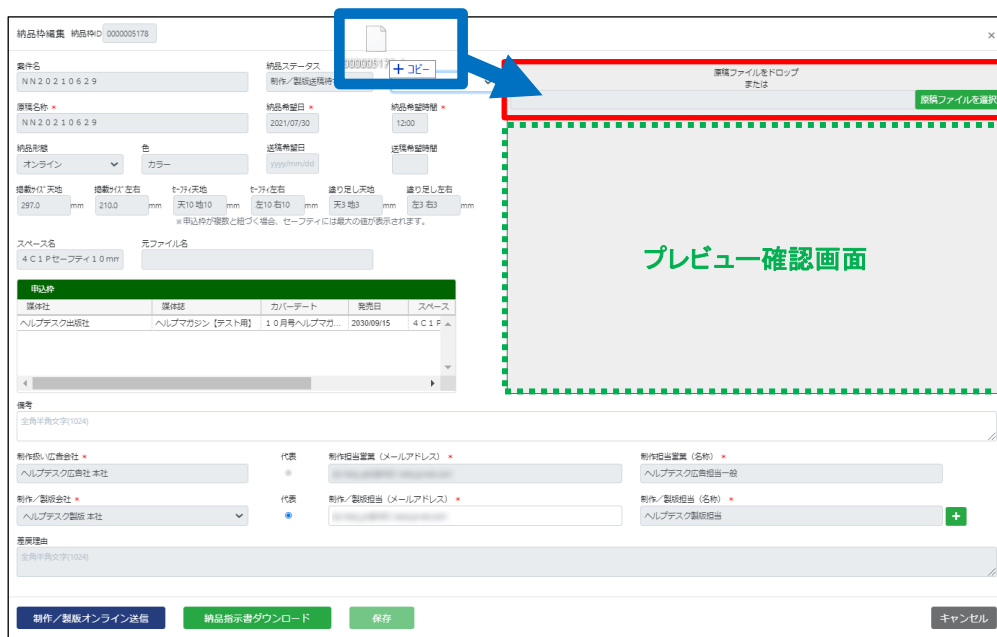 納品枠編集 納品枠ID 0000005178 ×
案件名 納品ステータス
NN20210629 制作／製版送稿待
+ コピー
原稿ファイルをドロップ
または
原稿ファイルを選択
原稿名称 * 納品希望日 * 納品希望時間 *
NN20210629 2021/07/30 12:00
納品形態 色 送稿希望日 送稿希望時間
オンライン カラー yyyy/mm/dd
掲載ｻｲｽﾞ天地 掲載ｻｲｽﾞ左右 ｾｰﾌﾃｨ天地 ｾｰﾌﾃｨ左右 塗り足し天地 塗り足し左右
297.0 mm 210.0 mm 天10 地10 mm 左10 右10 mm 天3 地3 mm 左3 右3 mm
※申込枠が複数と紐づく場合、セーフティには最大の値が表示されます。
スペース名 元ファイル名
4C1Pセーフティ10mm
プレビュー確認画面
申込枠
媒体社 媒体誌 カバーデート 発売日 スペース
ヘルプデスク出版社 ヘルプマガジン【テスト用】 10月号ヘルプマガ... 2030/09/15 4C1P
備考
全角半角文字(1024)
制作扱い広告会社 * 代表 制作担当営業（メールアドレス） * 制作担当営業（名称） *
ヘルプデスク広告社 本社 ヘルプデスク広告担当一般
制作／製版会社 * 代表 制作／製版担当（メールアドレス） * 制作／製版担当（名称） *
ヘルプデスク製版 本社 ヘルプデスク製版担当 +
差戻理由
全角半角文字(1024)
制作／製版オンライン送信 納品指示書ダウンロード 保存 キャンセル